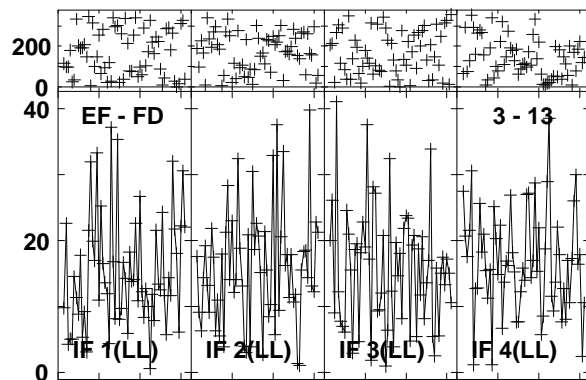 200
0
40
EF - FD
3 - 13
20
0
IF 1(LL)
IF 2(LL)
IF 3(LL)
IF 4(LL)